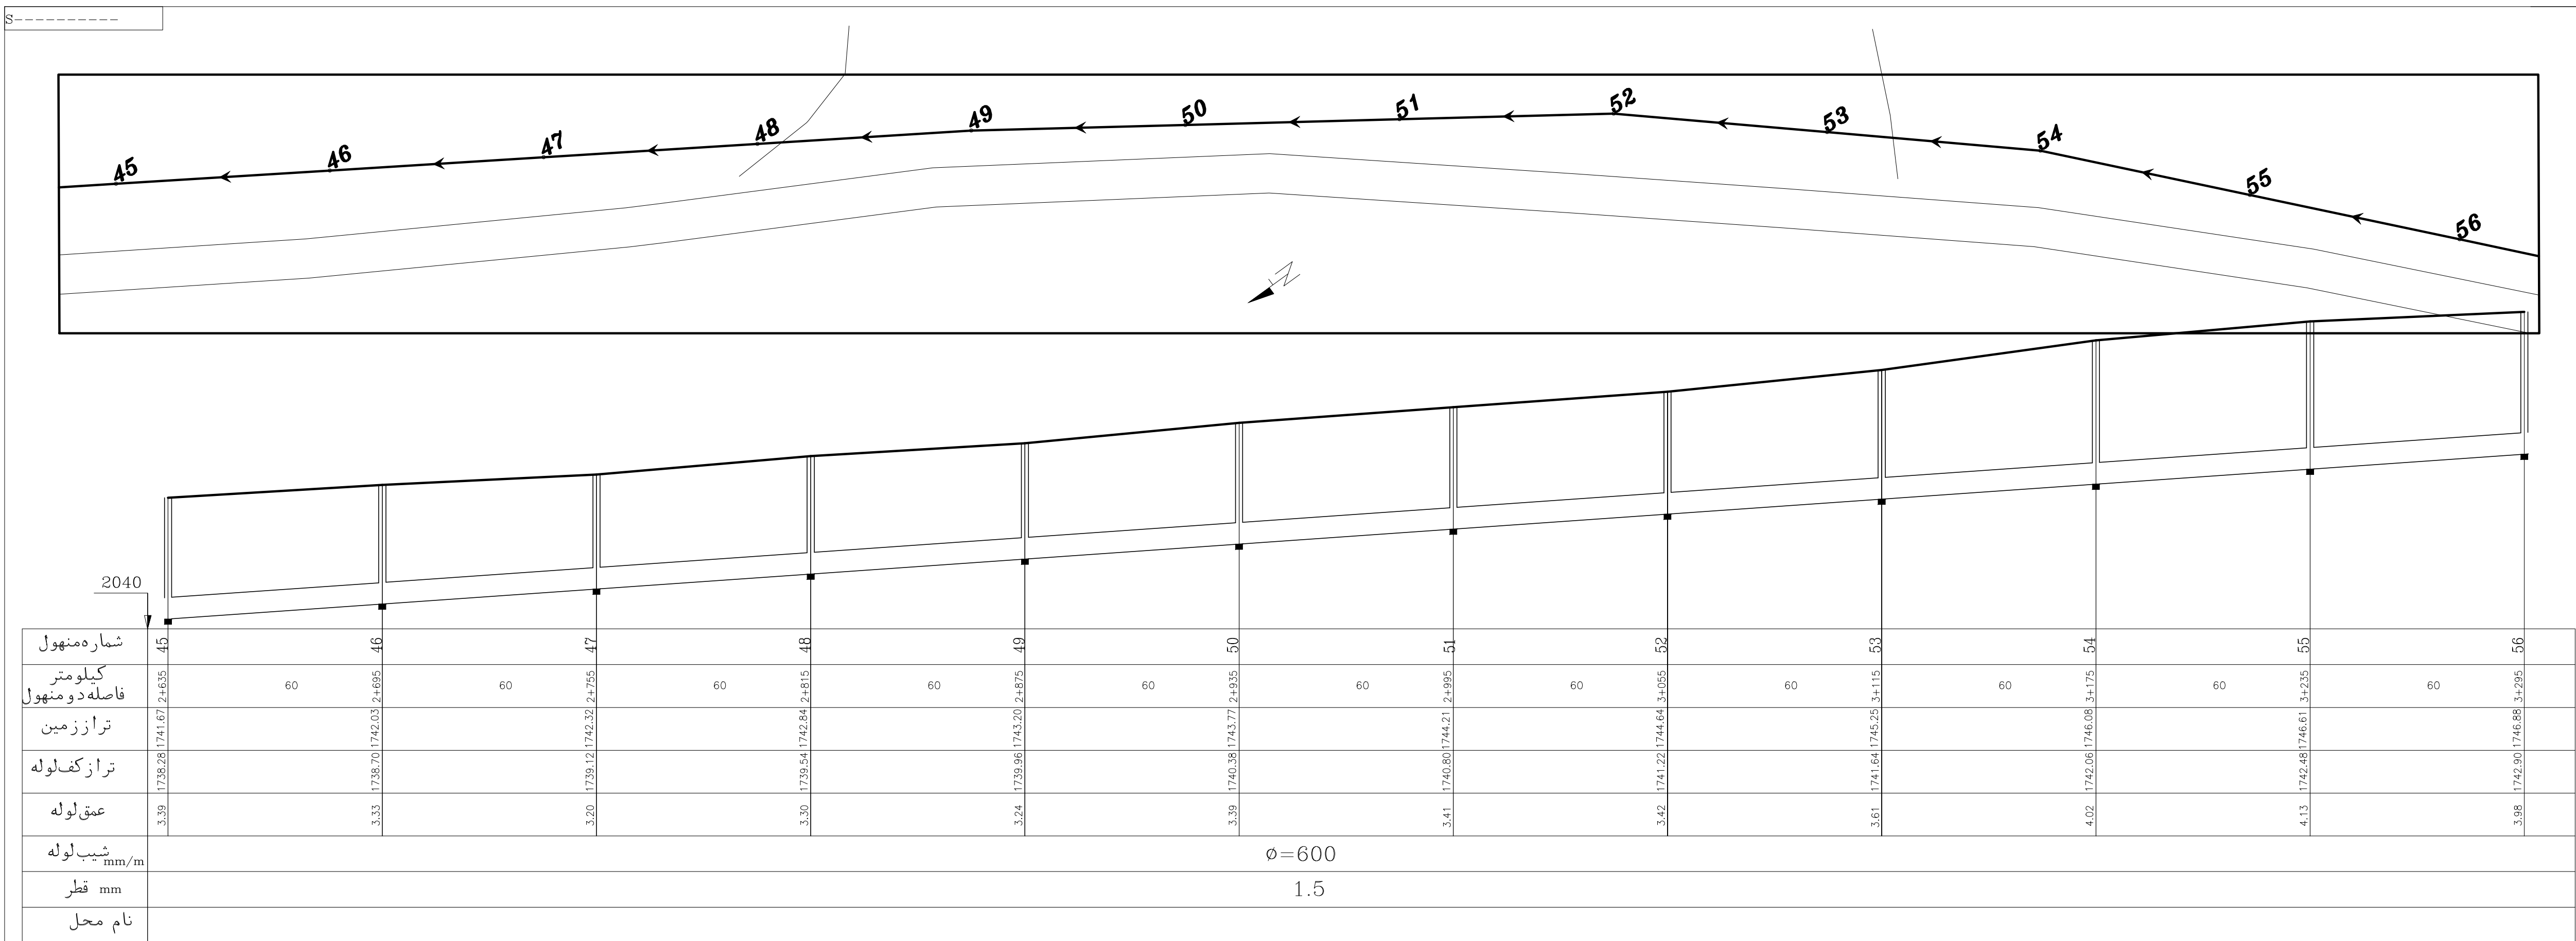 S----------
45 46 47 48 49 50 51 52 53 54 55 56
N
2040
شماره منهول 45 46 47 48 49 50 51 52 53 54 55 56
کیلومتر 2+635 2+695 2+755 2+815 2+875 2+935 2+995 3+055 3+115 3+175 3+235 3+295
فاصله دو منهول 60 60 60 60 60 60 60 60 60 60 60
تراز زمین 1741.67 1742.03 1742.32 1742.84 1743.20 1743.77 1744.21 1744.64 1745.25 1746.08 1746.61 1746.88
تراز کف لوله 1738.28 1738.70 1739.12 1739.54 1739.96 1740.38 1740.80 1741.22 1741.64 1742.06 1742.48 1742.90
عمق لوله 3.39 3.33 3.20 3.30 3.24 3.39 3.41 3.42 3.61 4.02 4.13 3.98
شیب لوله mm/m ø=600
قطر mm 1.5
نام محل